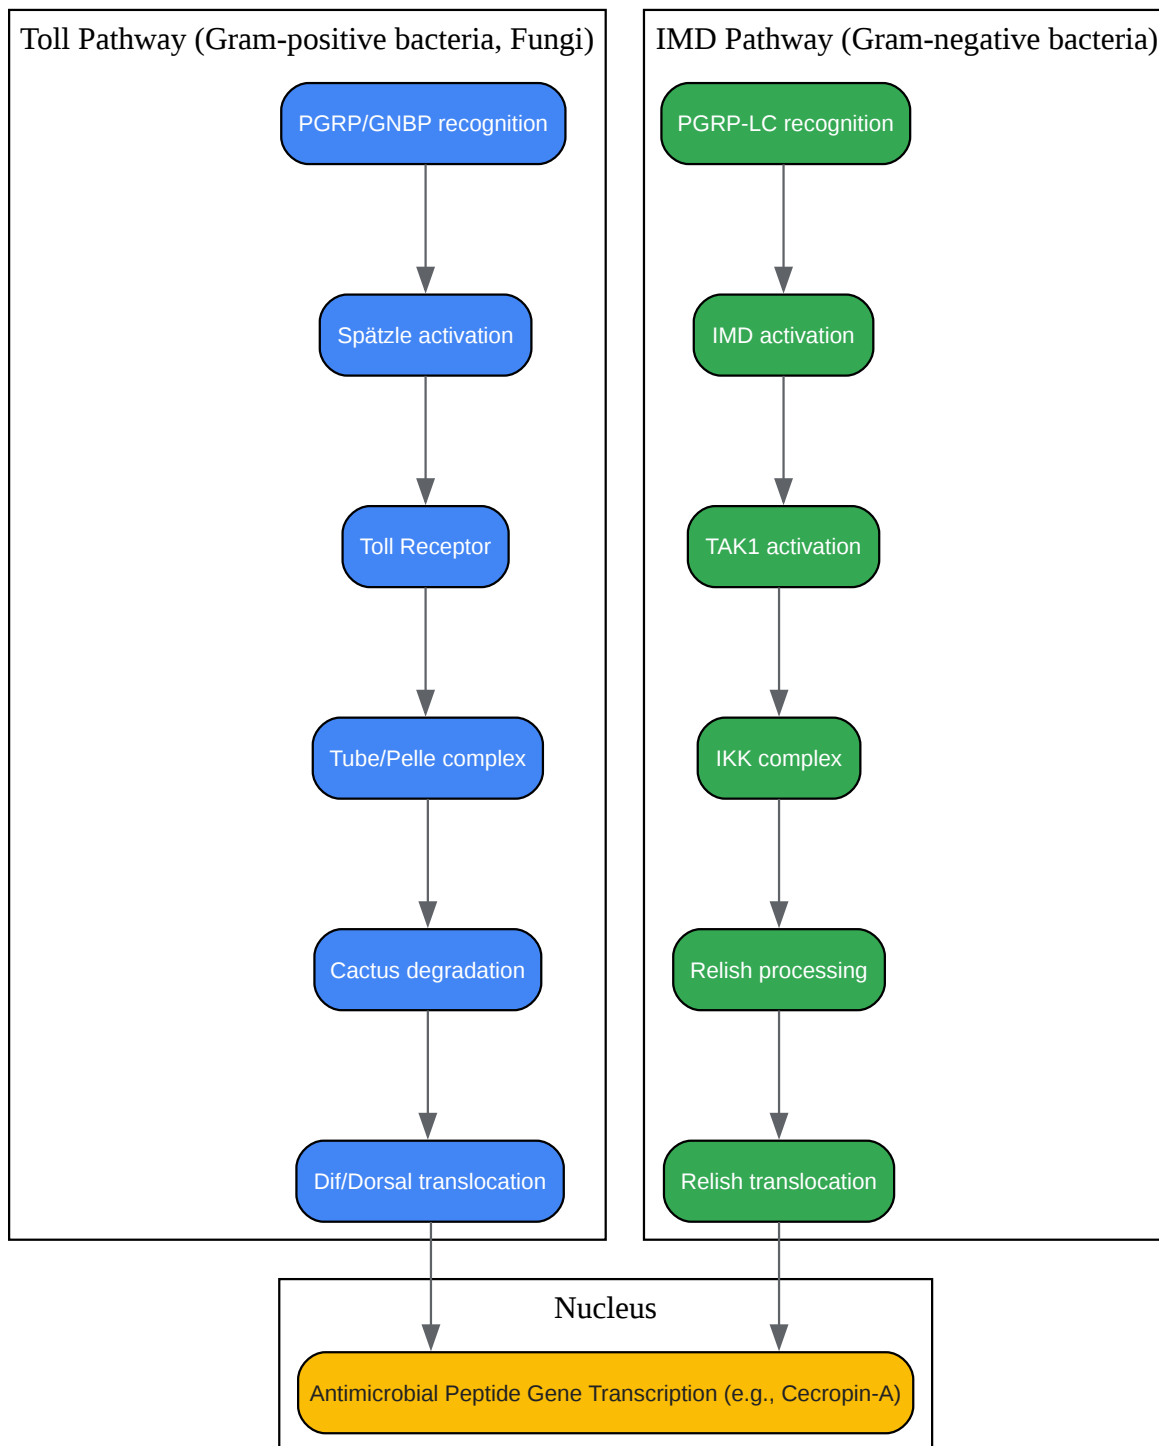 Toll Pathway (Gram-positive bacteria, Fungi)
PGRP/GNBP recognition
Spätzle activation
Toll Receptor
Tube/Pelle complex
Cactus degradation
Dif/Dorsal translocation
IMD Pathway (Gram-negative bacteria)
PGRP-LC recognition
IMD activation
TAK1 activation
IKK complex
Relish processing
Relish translocation
Nucleus
Antimicrobial Peptide Gene Transcription (e.g., Cecropin-A)